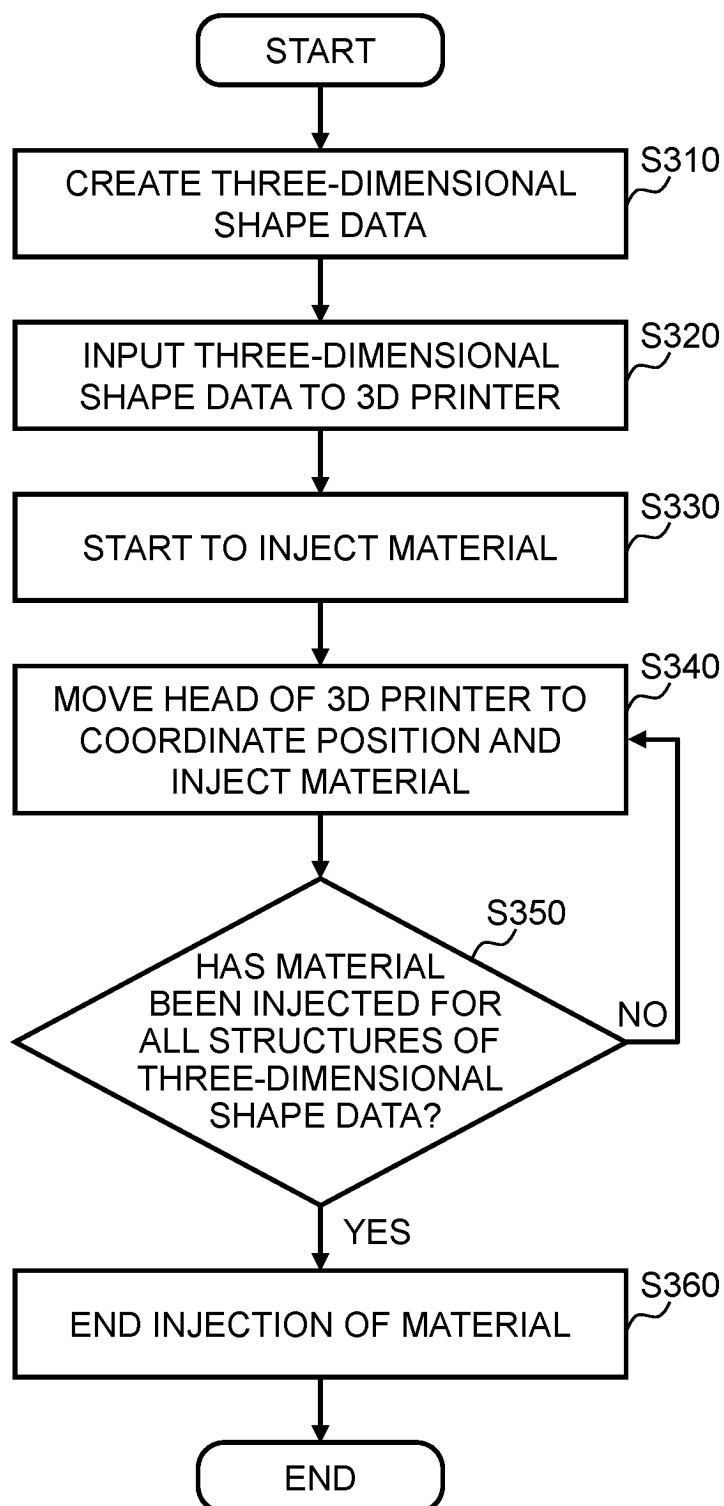 START
S310
CREATE THREE-DIMENSIONAL
SHAPE DATA
S320
INPUT THREE-DIMENSIONAL
SHAPE DATA TO 3D PRINTER
S330
START TO INJECT MATERIAL
S340
MOVE HEAD OF 3D PRINTER TO
COORDINATE POSITION AND
INJECT MATERIAL
S350
HAS MATERIAL
BEEN INJECTED FOR
ALL STRUCTURES OF
THREE-DIMENSIONAL
SHAPE DATA?
NO
YES
S360
END INJECTION OF MATERIAL
END